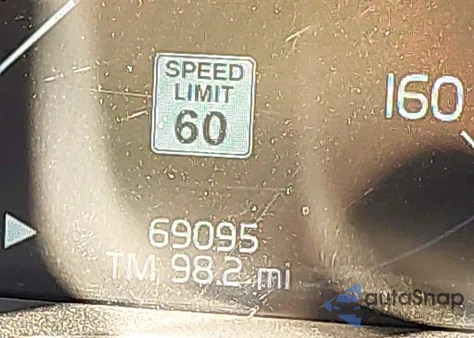 SPEED
LIMIT
60
160
69095
TM 98.2 mi
autoSnap